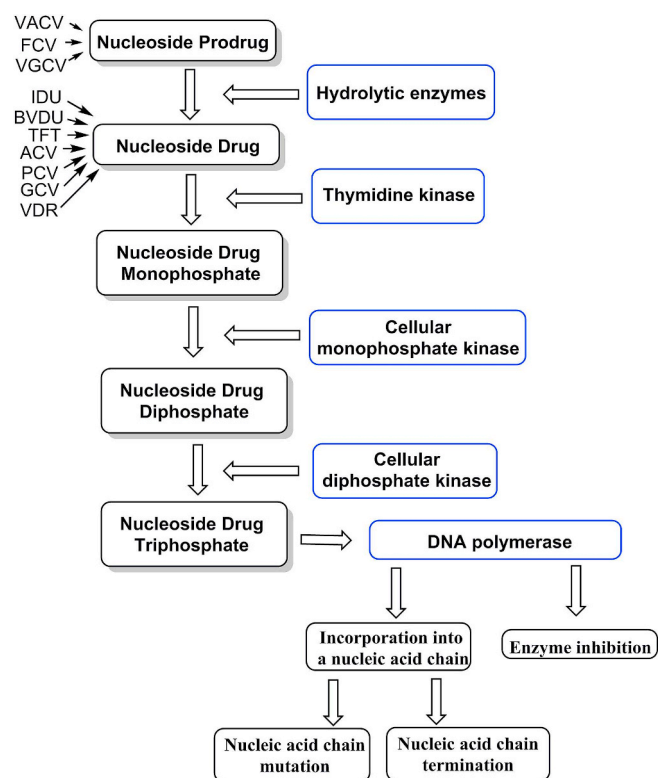 VACV
FCV
VGCV
Nucleoside Prodrug
Hydrolytic enzymes
IDU
BVDU
TFT
ACV
PCV
GCV
VDR
Nucleoside Drug
Thymidine kinase
Nucleoside Drug
Monophosphate
Cellular
monophosphate kinase
Nucleoside Drug
Diphosphate
Cellular
diphosphate kinase
Nucleoside Drug
Triphosphate
DNA polymerase
Incorporation into
a nucleic acid chain
Enzyme inhibition
Nucleic acid chain
mutation
Nucleic acid chain
termination